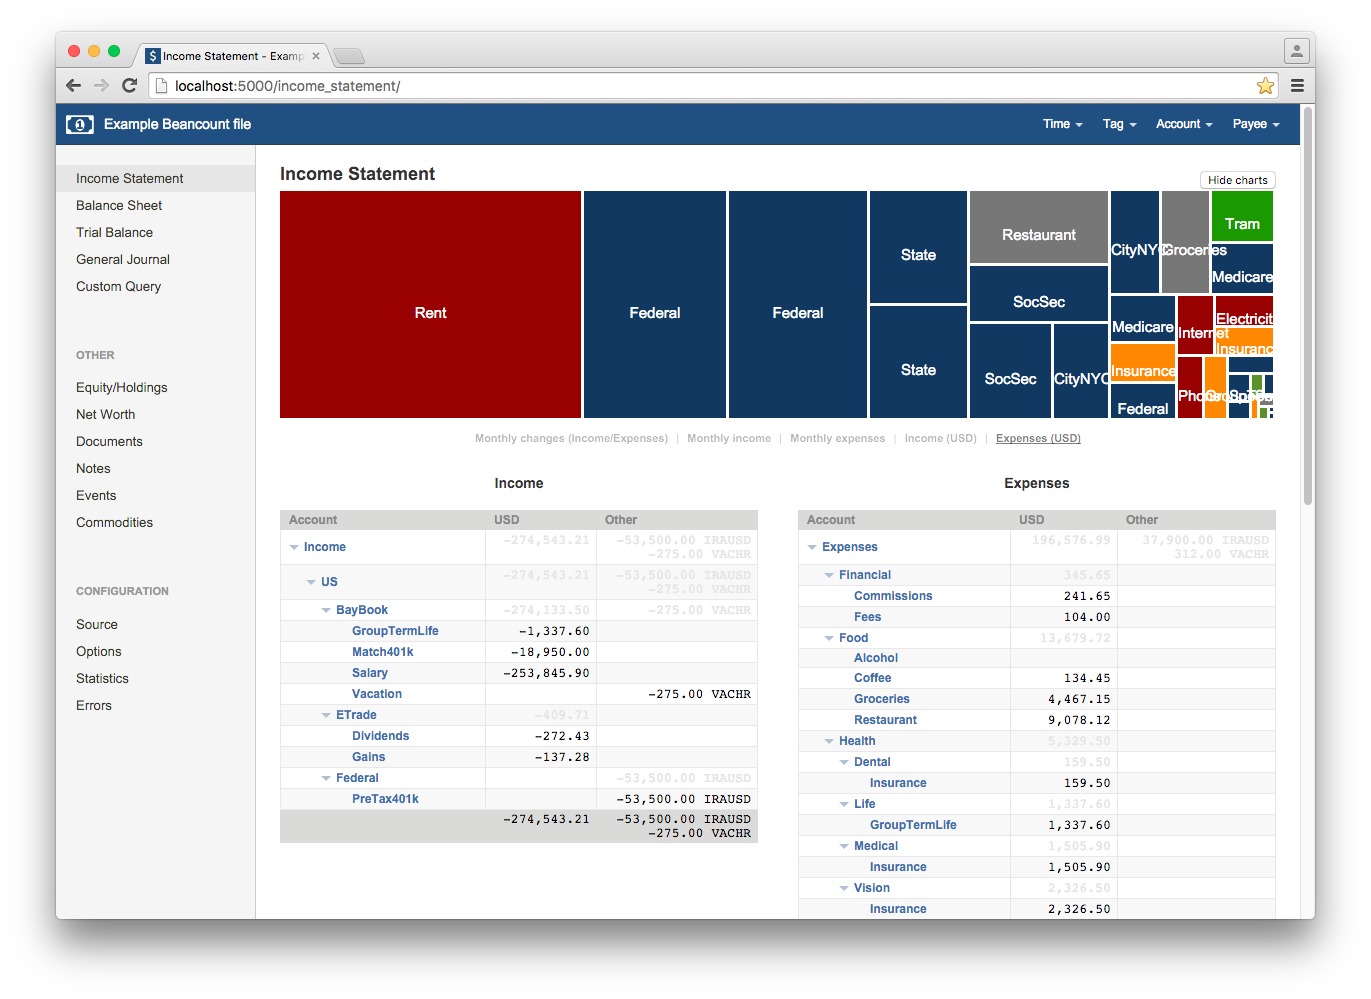 Income Statement - Examp
localhost:5000/income_statement/
Example Beancount file
Time Tag Account Payee
Income Statement
Balance Sheet
Trial Balance
General Journal
Custom Query
OTHER
Equity/Holdings
Net Worth
Documents
Notes
Events
Commodities
CONFIGURATION
Source
Options
Statistics
Errors
Income Statement
Hide charts
Rent
Federal
Federal
State
State
Restaurant
SocSec
SocSec
CityNYC
CityNYC
Groceries
Tram
Medicare
Medicare
Insurance
Federal
Internet
Electricit
Insuranc
Monthly changes (Income/Expenses) | Monthly income | Monthly expenses | Income (USD) | Expenses (USD)
Income
Account USD Other
Income -274,543.21 -53,500.00 IRAUSD
-275.00 VACHR
US -274,543.21 -53,500.00 IRAUSD
-275.00 VACHR
BayBook -274,133.50 -275.00 VACHR
GroupTermLife -1,337.60
Match401k -18,950.00
Salary -253,845.90
Vacation -275.00 VACHR
ETrade -409.71
Dividends -272.43
Gains -137.28
Federal -53,500.00 IRAUSD
PreTax401k -53,500.00 IRAUSD
-274,543.21 -53,500.00 IRAUSD
-275.00 VACHR
Expenses
Account USD Other
Expenses 196,576.99 37,900.00 IRAUSD
312.00 VACHR
Financial 345.65
Commissions 241.65
Fees 104.00
Food 13,679.72
Alcohol
Coffee 134.45
Groceries 4,467.15
Restaurant 9,078.12
Health 5,329.50
Dental 159.50
Insurance 159.50
Life 1,337.60
GroupTermLife 1,337.60
Medical 1,505.90
Insurance 1,505.90
Vision 2,326.50
Insurance 2,326.50